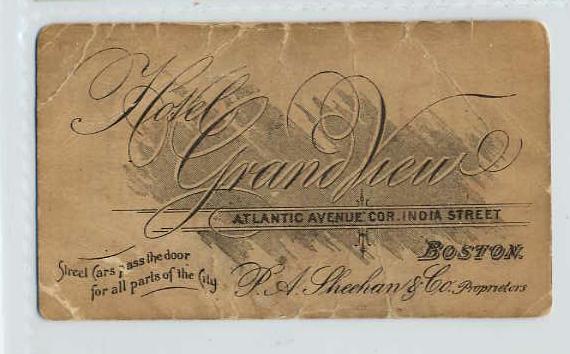 Hotel
Grand View
ATLANTIC AVENUE COR. INDIA STREET
BOSTON.
Street Cars pass the door
for all parts of the City
P. A. Sheehan & Co. Proprietors